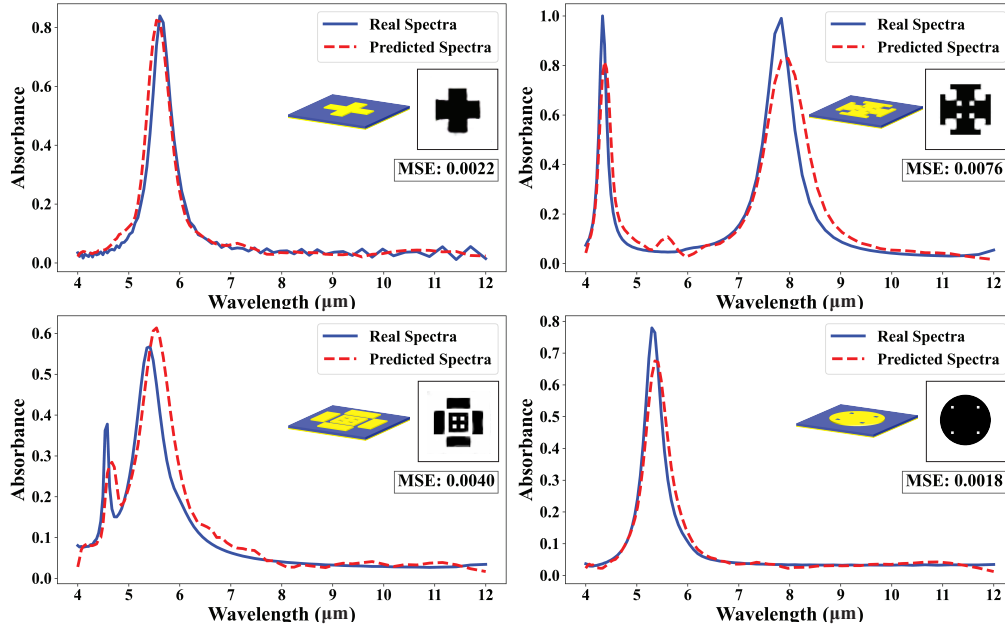 Real Spectra
Predicted Spectra
MSE: 0.0022
Absorbance
0.8
0.6
0.4
0.2
0.0
4 5 6 7 8 9 10 11 12
Wavelength (μm)
Real Spectra
Predicted Spectra
MSE: 0.0076
Absorbance
1.0
0.8
0.6
0.4
0.2
0.0
4 5 6 7 8 9 10 11 12
Wavelength (μm)
Real Spectra
Predicted Spectra
MSE: 0.0040
Absorbance
0.6
0.5
0.4
0.3
0.2
0.1
0.0
4 5 6 7 8 9 10 11 12
Wavelength (μm)
Real Spectra
Predicted Spectra
MSE: 0.0018
Absorbance
0.8
0.7
0.6
0.5
0.4
0.3
0.2
0.1
0.0
4 5 6 7 8 9 10 11 12
Wavelength (μm)